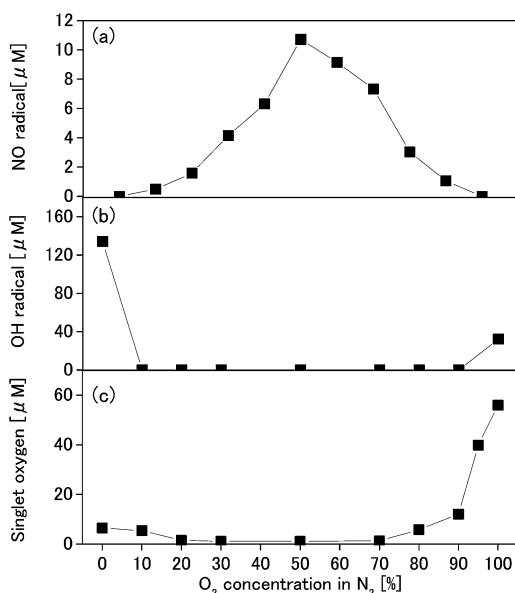 12
(a)
10
8
6
4
2
0
NO radical[μM]
160
(b)
120
80
40
0
OH radical [μM]
60
(c)
40
20
0
Singlet oxygen [μM]
0 10 20 30 40 50 60 70 80 90 100
O₂ concentration in N₂ [%]